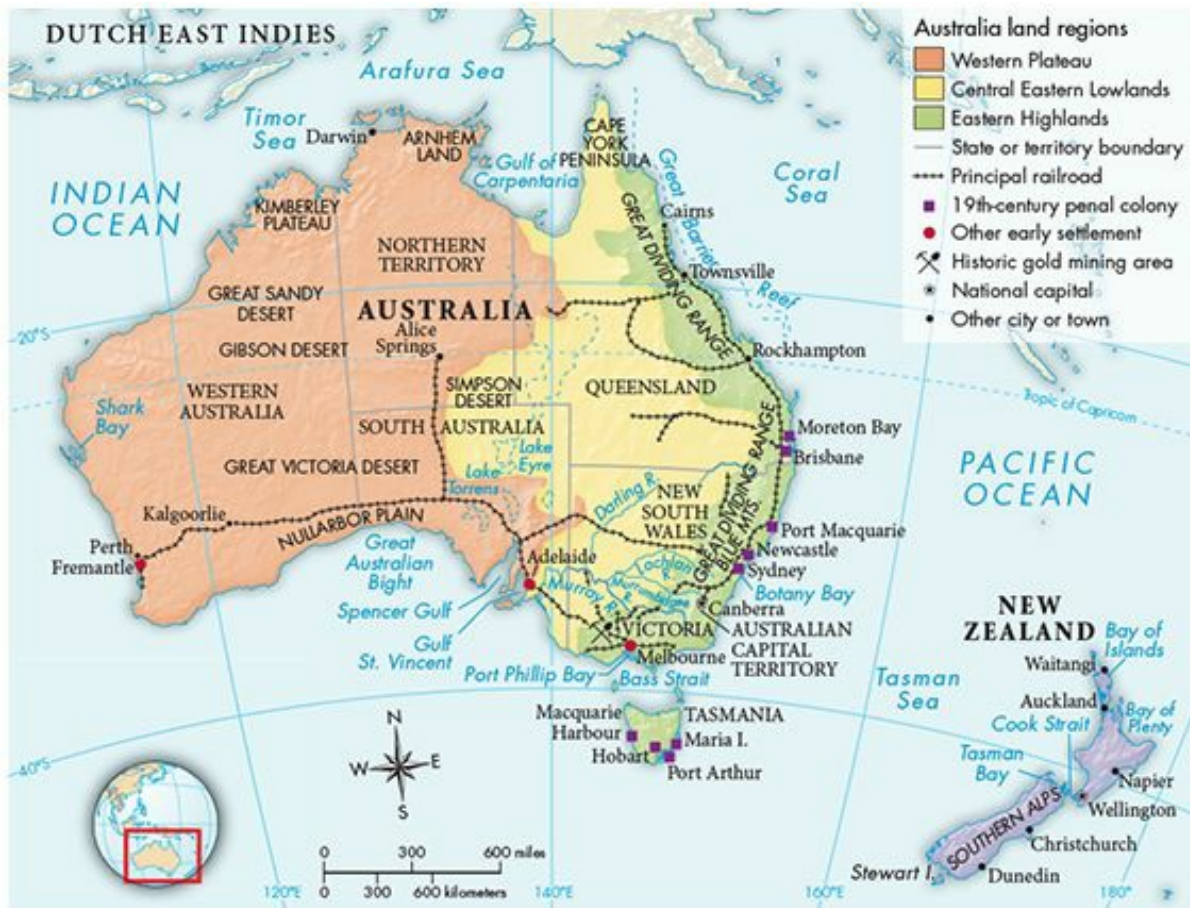 DUTCH EAST INDIES
Arafura Sea
Timor
Sea
Darwin
ARNHEM
LAND
Gulf of
Carpentaria
CAPE
YORK
PENINSULA
Coral
Sea
INDIAN
OCEAN
KIMBERLEY
PLATEAU
NORTHERN
TERRITORY
Great Barrier Reef
Cairns
Townsville
GREAT DIVIDING RANGE
GREAT SANDY
DESERT
AUSTRALIA
Alice
Springs
20°S
GIBSON DESERT
Rockhampton
WESTERN
AUSTRALIA
SIMPSON
DESERT
QUEENSLAND
Tropic of Capricorn
Shark
Bay
SOUTH AUSTRALIA
Moreton Bay
Brisbane
GREAT VICTORIA DESERT
Lake
Eyre
Lake
Torrens
Darling R.
NEW
SOUTH
WALES
GREAT DIVIDING RANGE
BLUE MTS.
PACIFIC
OCEAN
Kalgoorlie
NULLARBOR PLAIN
Port Macquarie
Perth
Fremantle
Great
Australian
Bight
Adelaide
Newcastle
Sydney
Botany Bay
Lochlan
R.
Murrumbidgee
R.
Murray R.
Spencer Gulf
Canberra
Gulf
St. Vincent
VICTORIA
AUSTRALIAN
CAPITAL
TERRITORY
Melbourne
Port Phillip Bay
Bass Strait
NEW
ZEALAND
Bay of
Islands
Waitangi
Tasman
Sea
Auckland
Bay of
Plenty
Cook Strait
Macquarie
Harbour
TASMANIA
Maria I.
Hobart
Port Arthur
Tasman
Bay
Napier
Wellington
SOUTHERN ALPS
Christchurch
Stewart I.
Dunedin
40°S
N
W
E
S
0 300 600 miles
0 300 600 kilometers
120°E
140°E
160°E
180°
Australia land regions
Western Plateau
Central Eastern Lowlands
Eastern Highlands
State or territory boundary
Principal railroad
19th-century penal colony
Other early settlement
Historic gold mining area
National capital
Other city or town